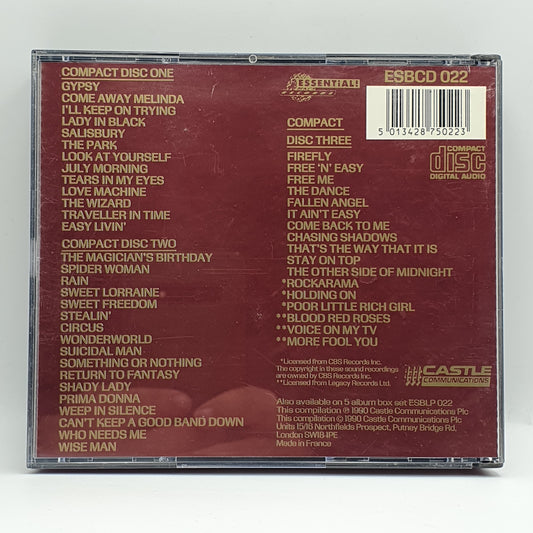 COMPACT DISC ONE
GYPSY
COME AWAY MELINDA
I'LL KEEP ON TRYING
LADY IN BLACK
SALISBURY
THE PARK
LOOK AT YOURSELF
JULY MORNING
TEARS IN MY EYES
LOVE MACHINE
THE WIZARD
TRAVELLER IN TIME
EASY LIVIN'
COMPACT DISC TWO
THE MAGICIAN'S BIRTHDAY
SPIDER WOMAN
RAIN
SWEET LORRAINE
SWEET FREEDOM
STEALIN'
CIRCUS
WONDERWORLD
SUICIDAL MAN
SOMETHING OR NOTHING
RETURN TO FANTASY
SHADY LADY
PRIMA DONNA
WEEP IN SILENCE
CAN'T KEEP A GOOD BAND DOWN
WHO NEEDS ME
WISE MAN
ESSENTIAL!
ESBCD 022
5 013428 750223
COMPACT
disc
DIGITAL AUDIO
COMPACT
DISC THREE
FIREFLY
FREE 'N' EASY
FREE ME
THE DANCE
FALLEN ANGEL
IT AIN'T EASY
COME BACK TO ME
CHASING SHADOWS
THAT'S THE WAY THAT IT IS
STAY ON TOP
THE OTHER SIDE OF MIDNIGHT
*ROCKARAMA
*HOLDING ON
*POOR LITTLE RICH GIRL
**BLOOD RED ROSES
**VOICE ON MY TV
**MORE FOOL YOU
*Licensed from CBS Records Inc.
The copyright in these sound recordings
are owned by CBS Records Inc.
**Licensed from Legacy Records Ltd.
CASTLE
COMMUNICATIONS
Also available on 5 album box set ESBLP 022
This compilation ℗ 1990 Castle Communications Plc
This compilation © 1990 Castle Communications Plc
Units 15/16 Northfields Prospect, Putney Bridge Rd.
London SW18-1PE
Made in France